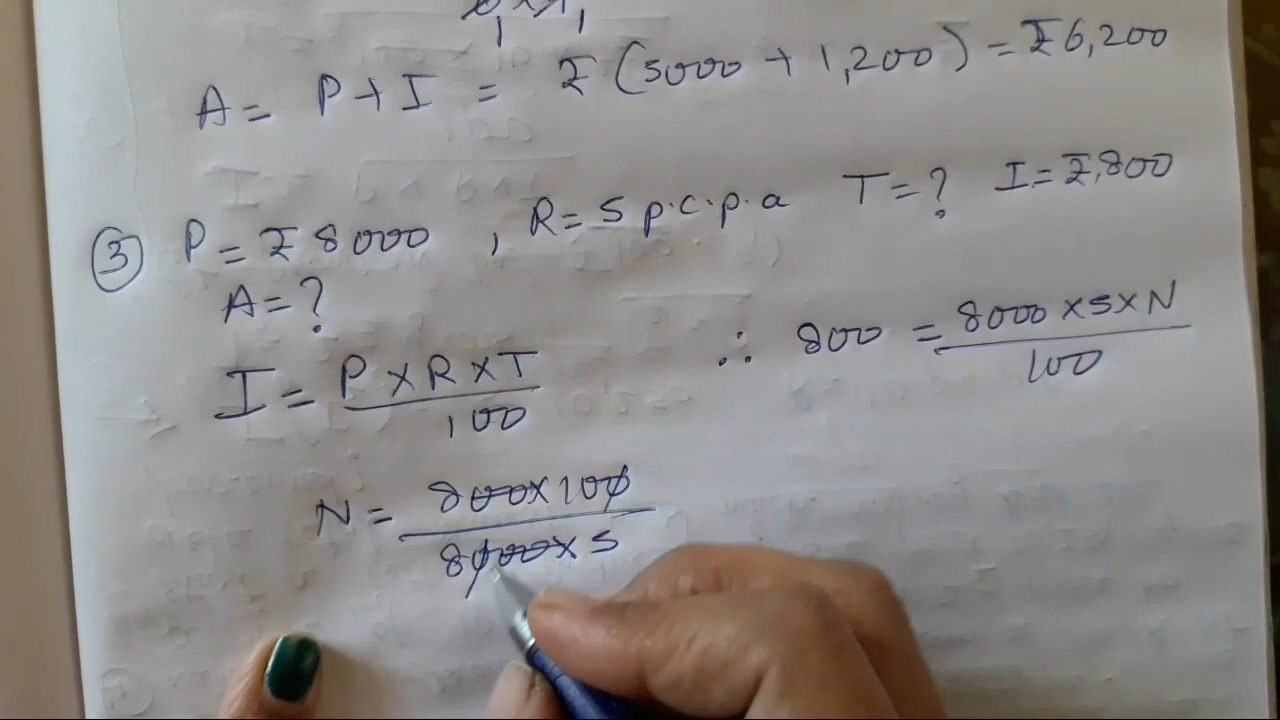 A = P + I = ₹ (5000 + 1,200) = ₹ 6,200
③ P = ₹ 8000 , R = 5 p.c.p.a T = ? I = ₹ 800
A = ?
I = P × R × T / 100 ∴ 800 = 8000 × 5 × N / 100
N = 800 × 100 / 8000 × 5